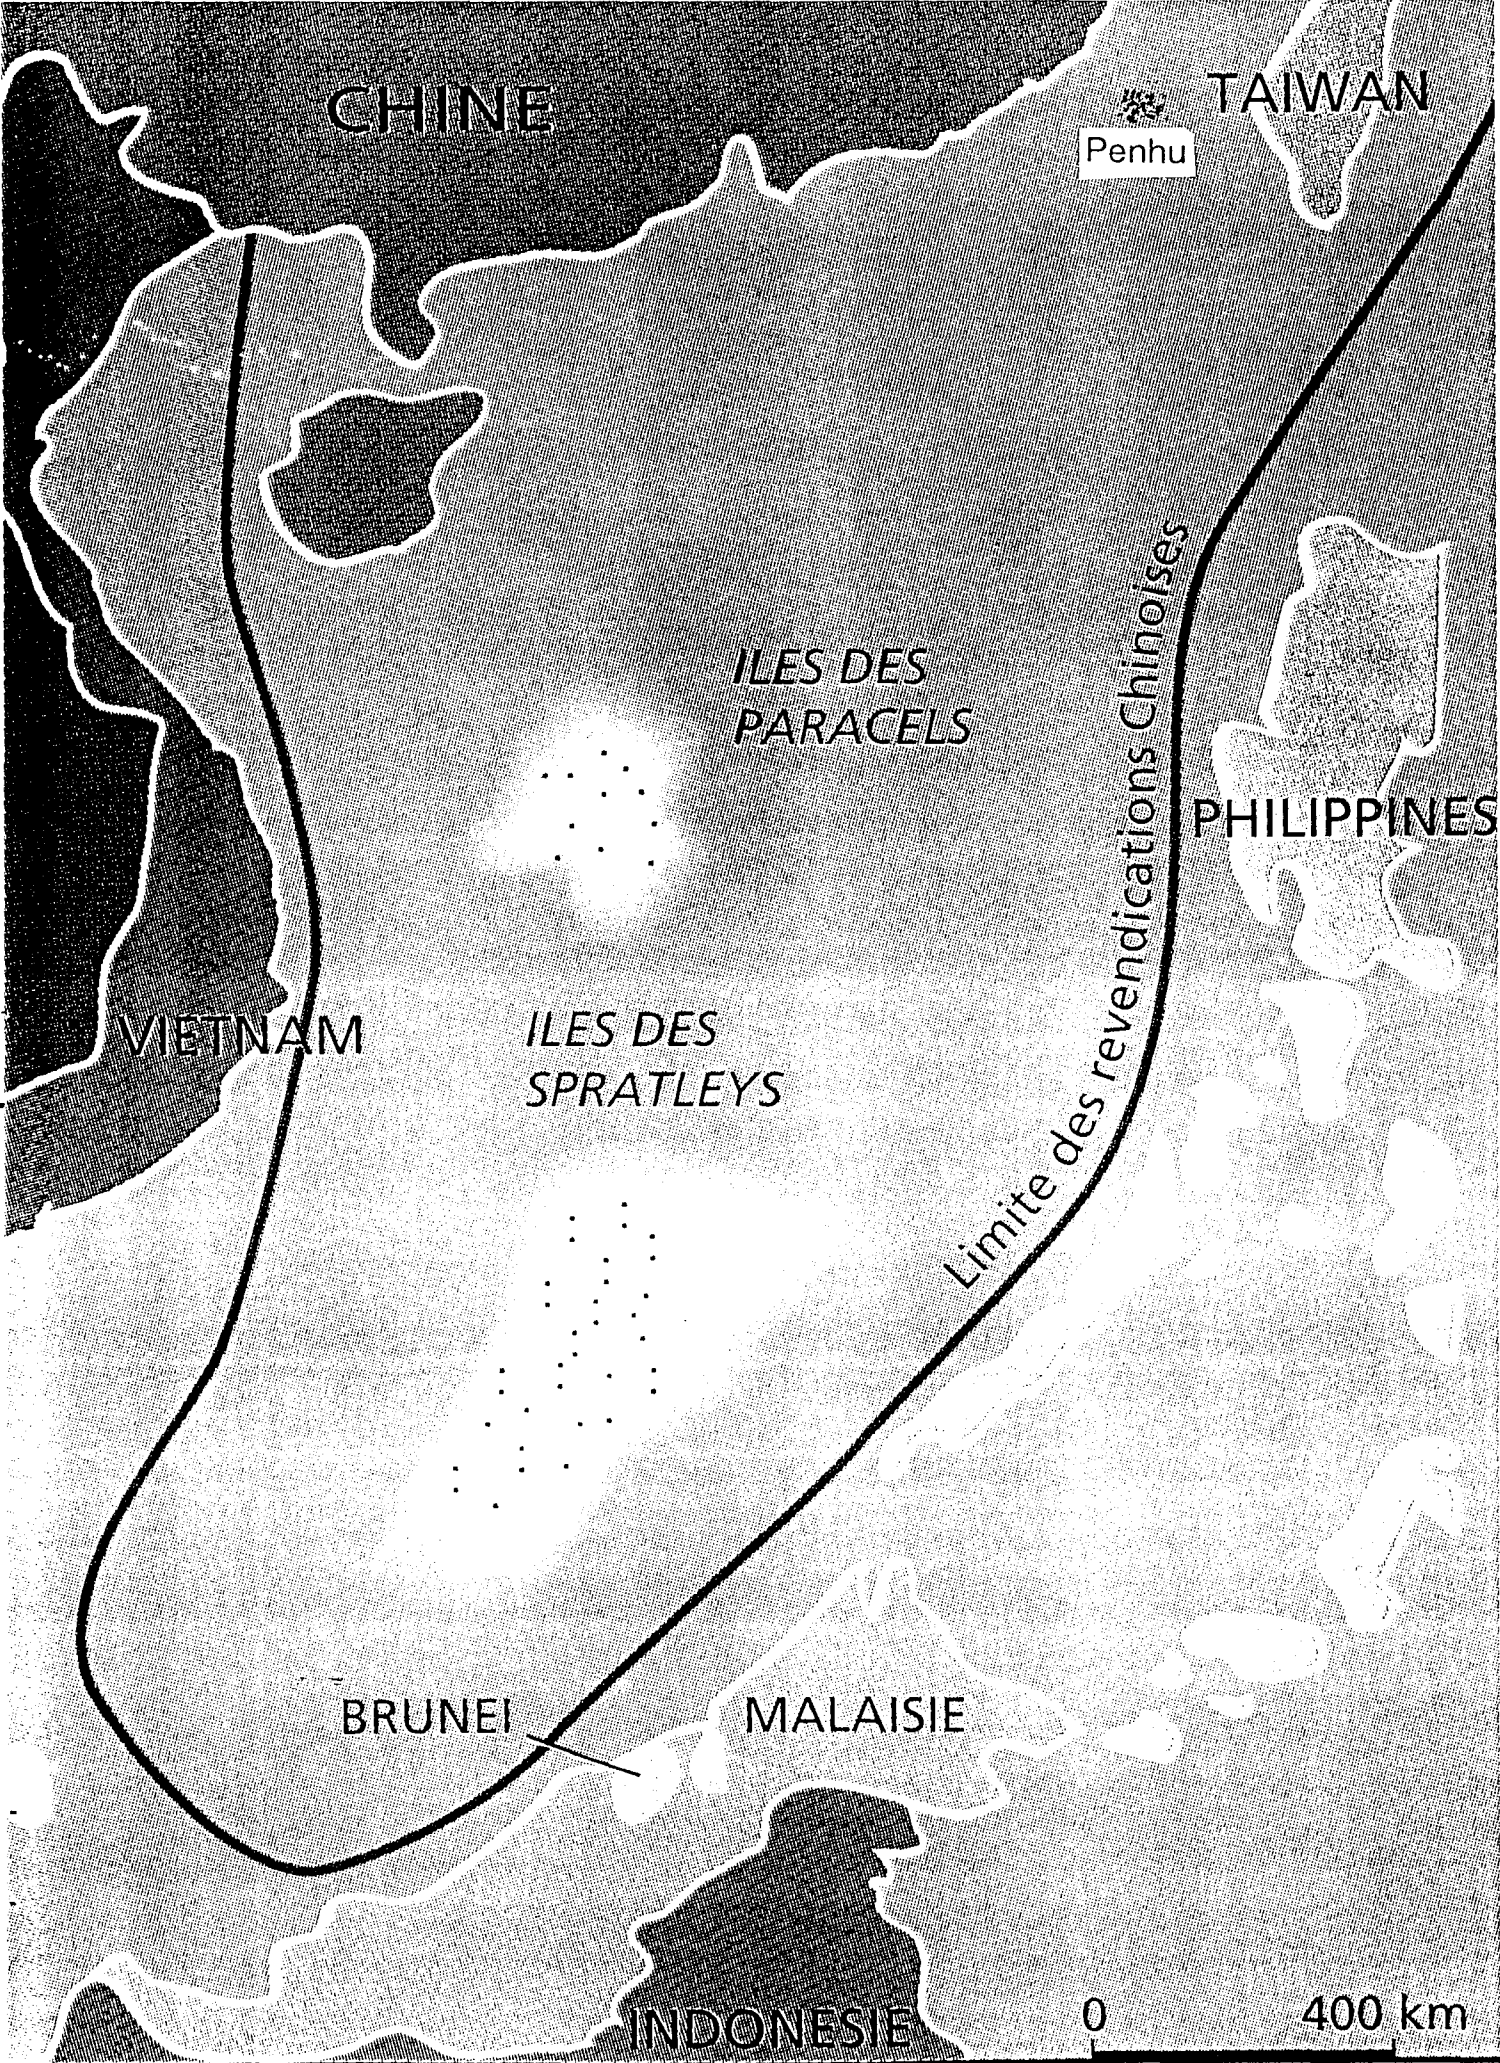 CHINE
TAIWAN
Penhu
ILES DES
PARACELS
Limite des revendications Chinoises
PHILIPPINES
VIETNAM
ILES DES
SPRATLEYS
BRUNEI
MALAISIE
INDONESIE
0 400 km